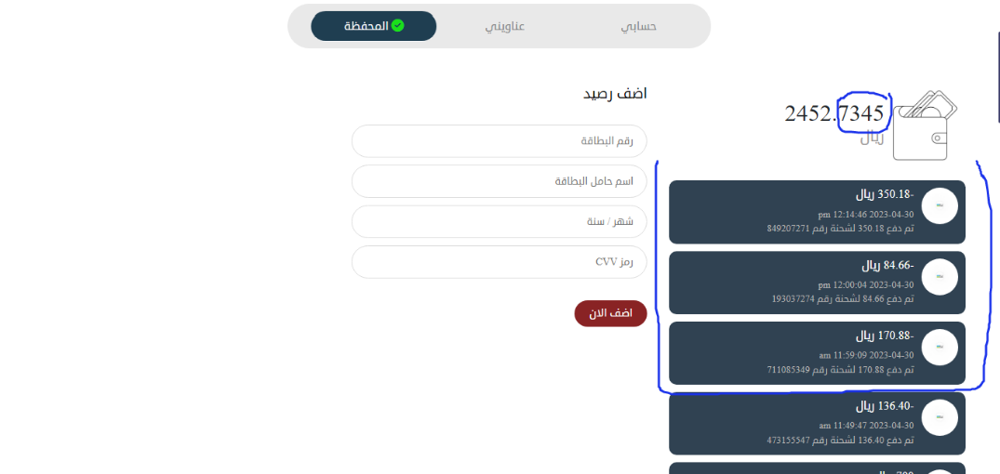 حسابي
عناويني
المحفظة
2452.7345
ريال
-350.18 ريال
2023-04-30 12:14:46 pm
تم دفع 350.18 لشحنة رقم 849207271
-84.66 ريال
2023-04-30 12:00:04 pm
تم دفع 84.66 لشحنة رقم 193037274
-170.88 ريال
2023-04-30 11:59:09 am
تم دفع 170.88 لشحنة رقم 711085349
-136.40 ريال
2023-04-30 11:49:47 am
تم دفع 136.40 لشحنة رقم 473155547
اضف رصيد
رقم البطاقة
اسم حامل البطاقة
شهر / سنة
رمز CVV
اضف الان